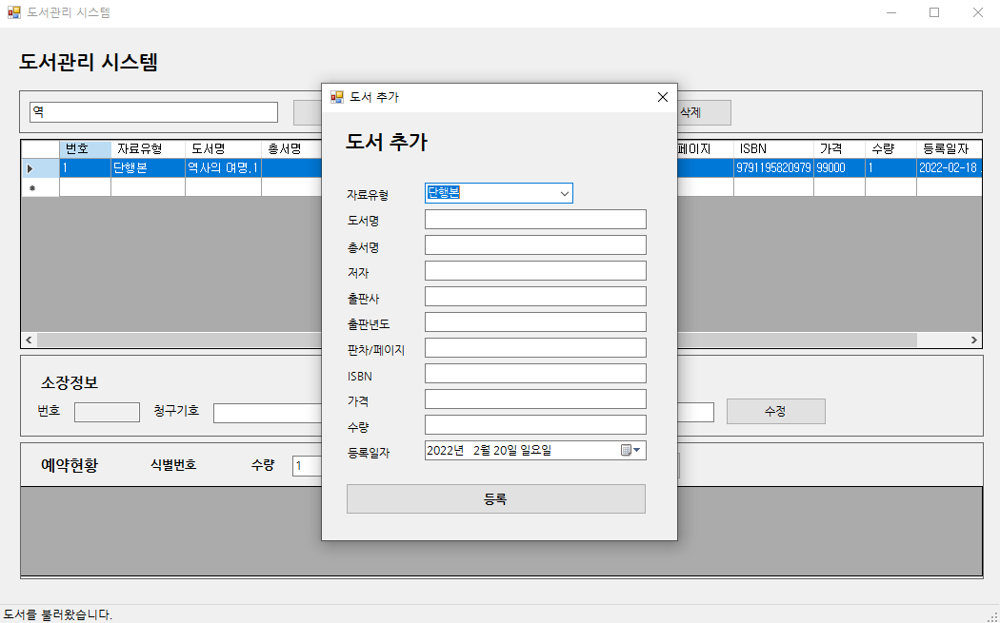 도서관리 시스템
도서관리 시스템
역
삭제
번호 자료유형 도서명 총서명 페이지 ISBN 가격 수량 등록일자
1 단행본 역사의 여명.1 9791195820979 99000 1 2022-02-18
소장정보
번호 청구기호 수정
예약현황 식별번호 수량 1
도서를 불러왔습니다.
도서 추가
도서 추가
자료유형 단행본
도서명
총서명
저자
출판사
출판년도
판차/페이지
ISBN
가격
수량
등록일자 2022년 2월 20일 일요일
등록